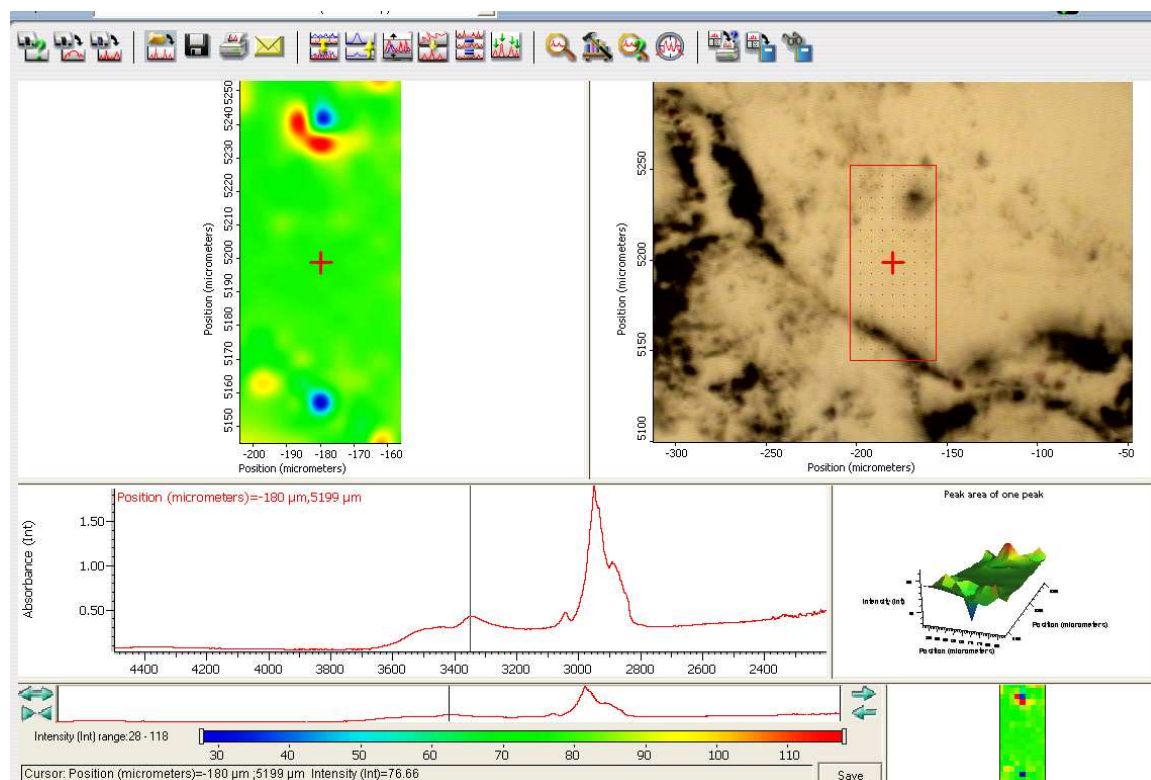 5250
5240
5230
5220
5210
5200
5190
5180
5170
5160
5150
Position (micrometers)
-200 -190 -180 -170 -160
Position (micrometers)
5250
5200
5150
5100
Position (micrometers)
-300 -250 -200 -150 -100 -50
Position (micrometers)
Position (micrometers)=-180 µm,5199 µm
1.50
1.00
0.50
Absorbance (Int)
4400 4200 4000 3800 3600 3400 3200 3000 2800 2600 2400
Peak area of one peak
Intensity (Int)
Position (micrometers)
Position (micrometers)
Intensity (Int) range:28 - 118
30 40 50 60 70 80 90 100 110
Cursor: Position (micrometers)=-180 µm ;5199 µm Intensity (Int)=76.66
Save